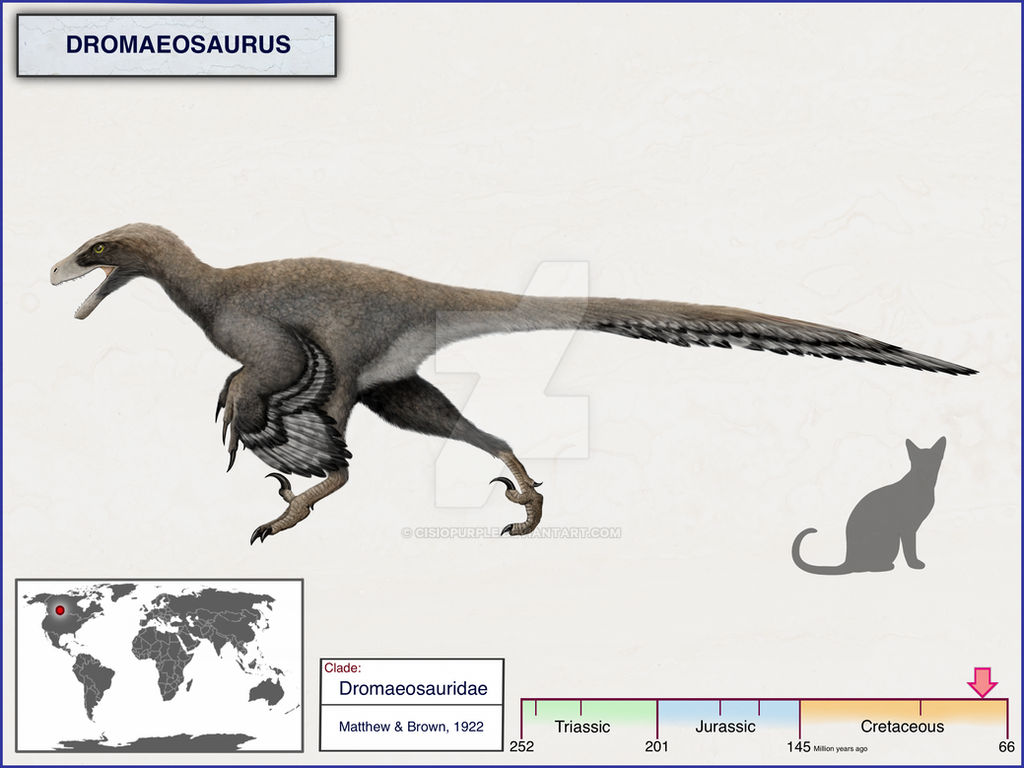 DROMAEOSAURUS
© CISIOPURPLE.DEVIANTART.COM
Clade:
Dromaeosauridae
Matthew & Brown, 1922
Triassic
Jurassic
Cretaceous
252
201
145 Million years ago
66